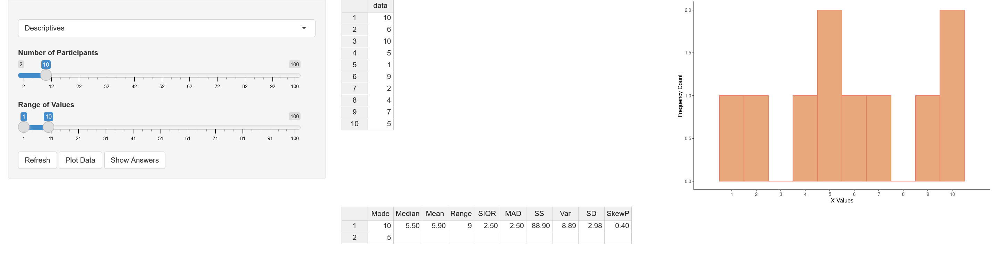 Descriptives
Number of Participants
2 10 100
2 12 22 32 42 52 62 72 82 92 100
Range of Values
1 10 100
1 11 21 31 41 51 61 71 81 91 100
Refresh Plot Data Show Answers
data
1 10
2 6
3 10
4 5
5 1
6 9
7 2
8 4
9 7
10 5
Mode Median Mean Range SIQR MAD SS Var SD SkewP
1 10 5.50 5.90 9 2.50 2.50 88.90 8.89 2.98 0.40
2 5
Frequency Count
2.0
1.5
1.0
0.5
0.0
1 2 3 4 5 6 7 8 9 10
X Values